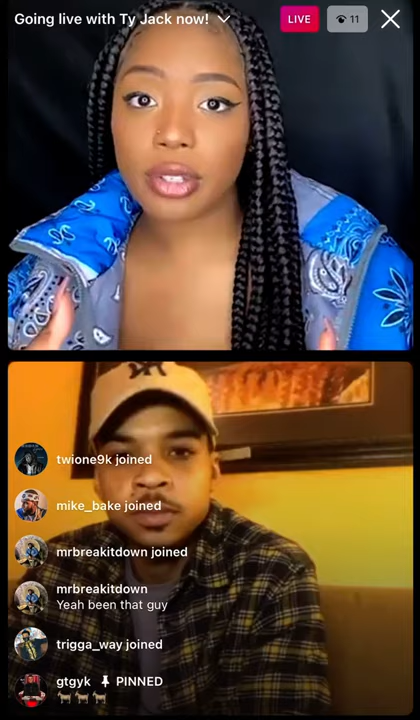 Going live with Ty Jack now!
LIVE
11
twione9k joined
mike_bake joined
mrbreakitdown joined
mrbreakitdown
Yeah been that guy
trigga_way joined
gtgyk PINNED